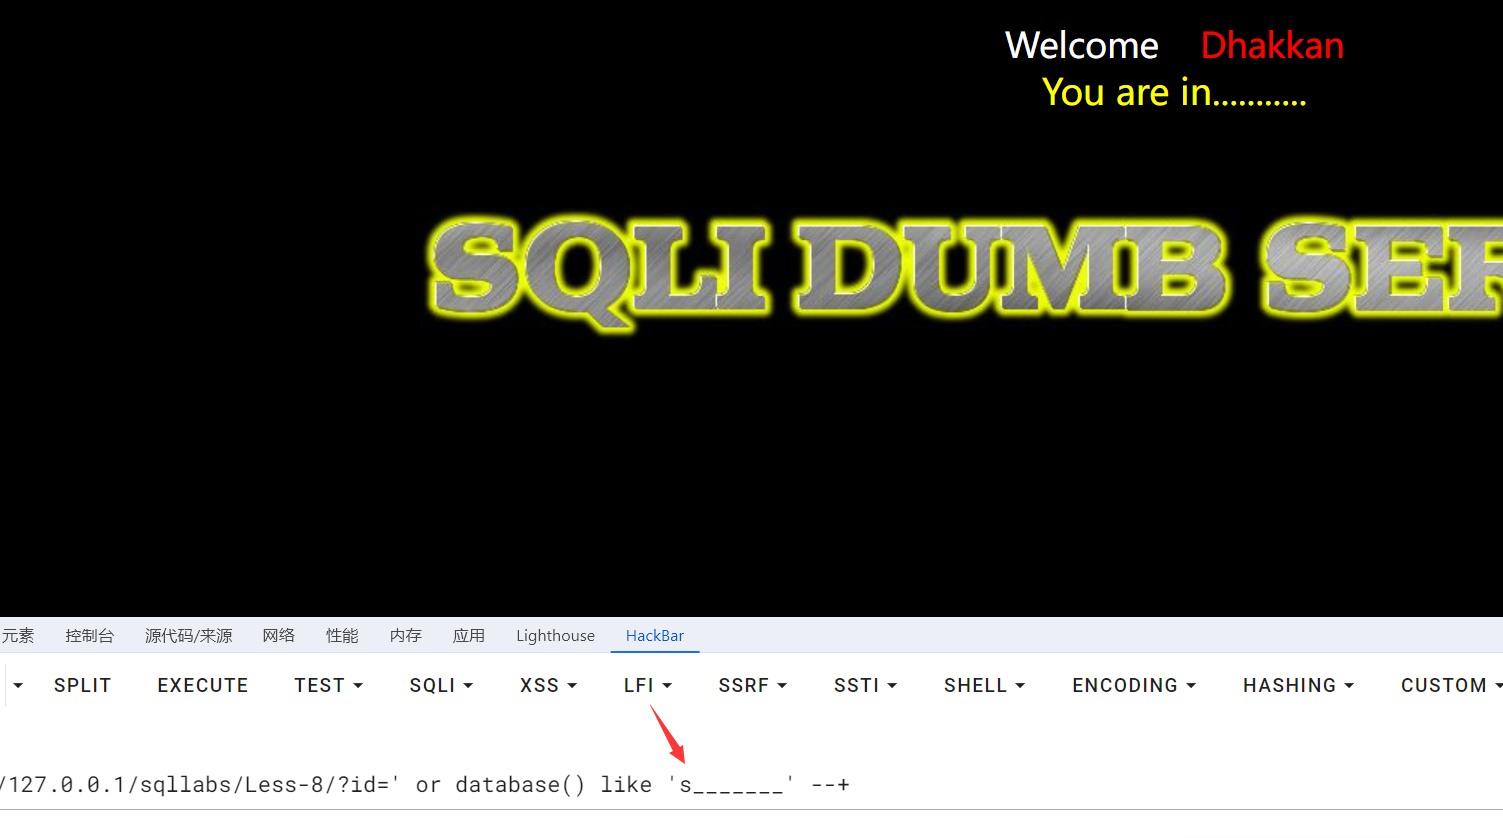 Welcome Dhakkan
You are in...........
SQLI DUMB SER
元素 控制台 源代码/来源 网络 性能 内存 应用 Lighthouse HackBar
SPLIT EXECUTE TEST SQLI XSS LFI SSRF SSTI SHELL ENCODING HASHING CUSTOM
/127.0.0.1/sqllabs/Less-8/?id=' or database() like 's_______' --+